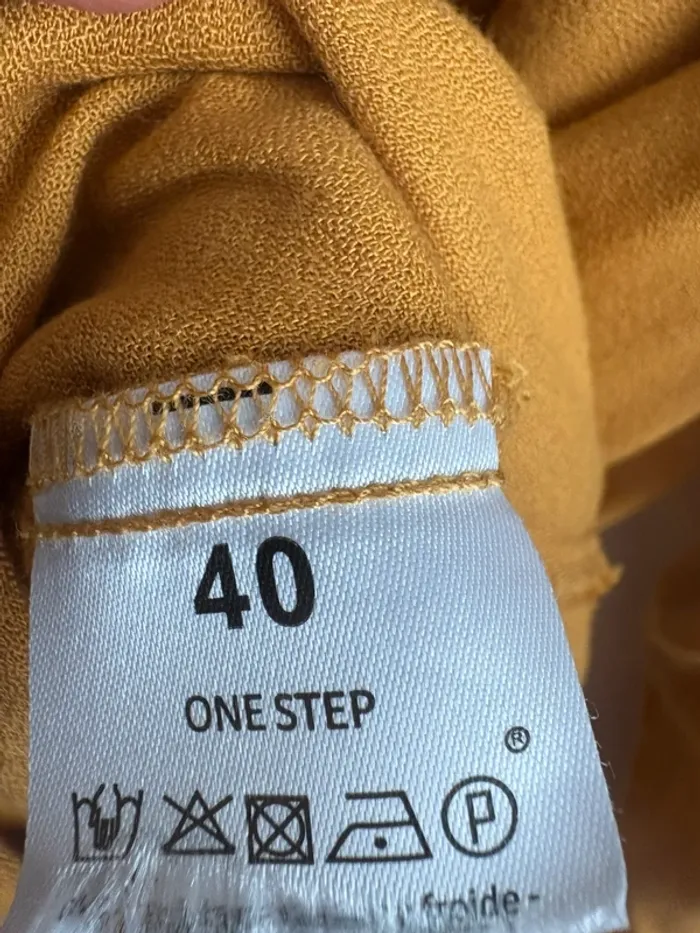 40
ONE STEP
®
P
froide -